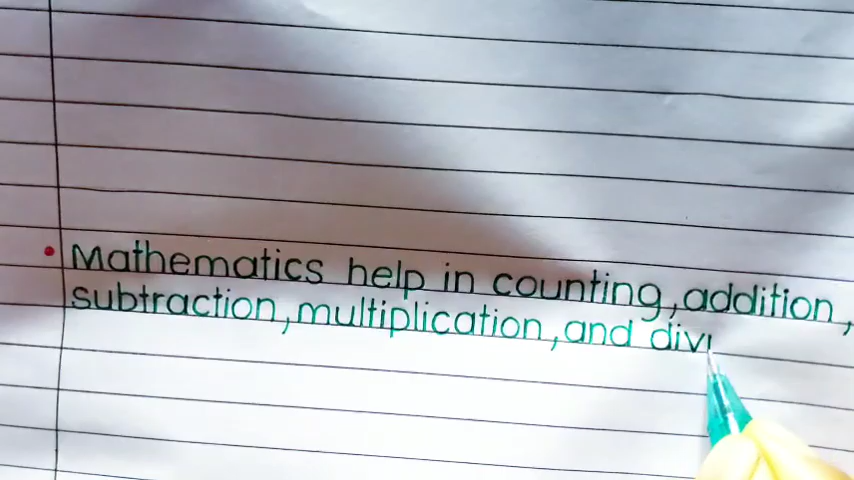 Mathematics help in counting, addition,
subtraction, multiplication, and divi